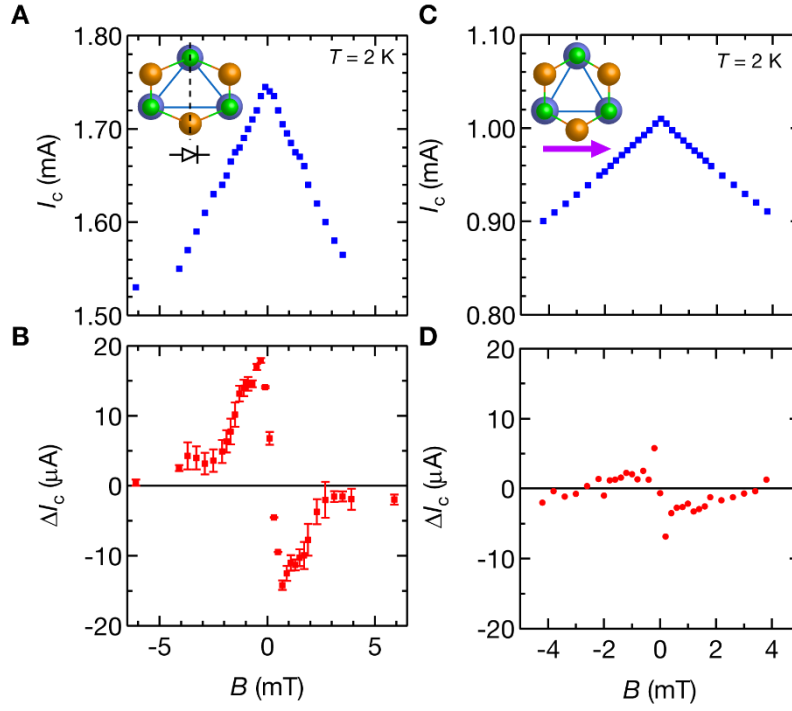 A
1.80
1.70
1.60
1.50
I_c (mA)
T = 2 K
B
20
10
0
-10
-20
ΔI_c (μA)
-5
0
5
B (mT)
C
1.10
1.00
0.90
0.80
I_c (mA)
T = 2 K
D
20
10
0
-10
-20
ΔI_c (μA)
-4
-2
0
2
4
B (mT)